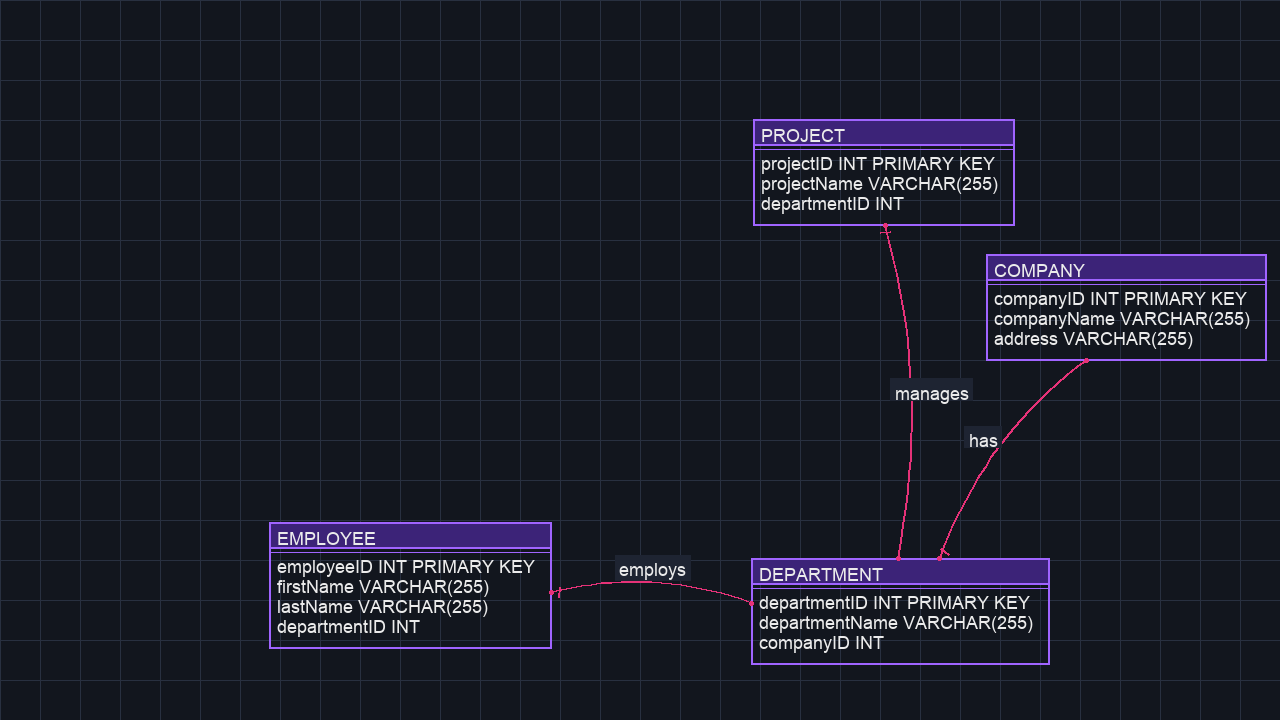 PROJECT
projectID INT PRIMARY KEY
projectName VARCHAR(255)
departmentID INT
COMPANY
companyID INT PRIMARY KEY
companyName VARCHAR(255)
address VARCHAR(255)
manages
has
EMPLOYEE
employeeID INT PRIMARY KEY
firstName VARCHAR(255)
lastName VARCHAR(255)
departmentID INT
employs
DEPARTMENT
departmentID INT PRIMARY KEY
departmentName VARCHAR(255)
companyID INT